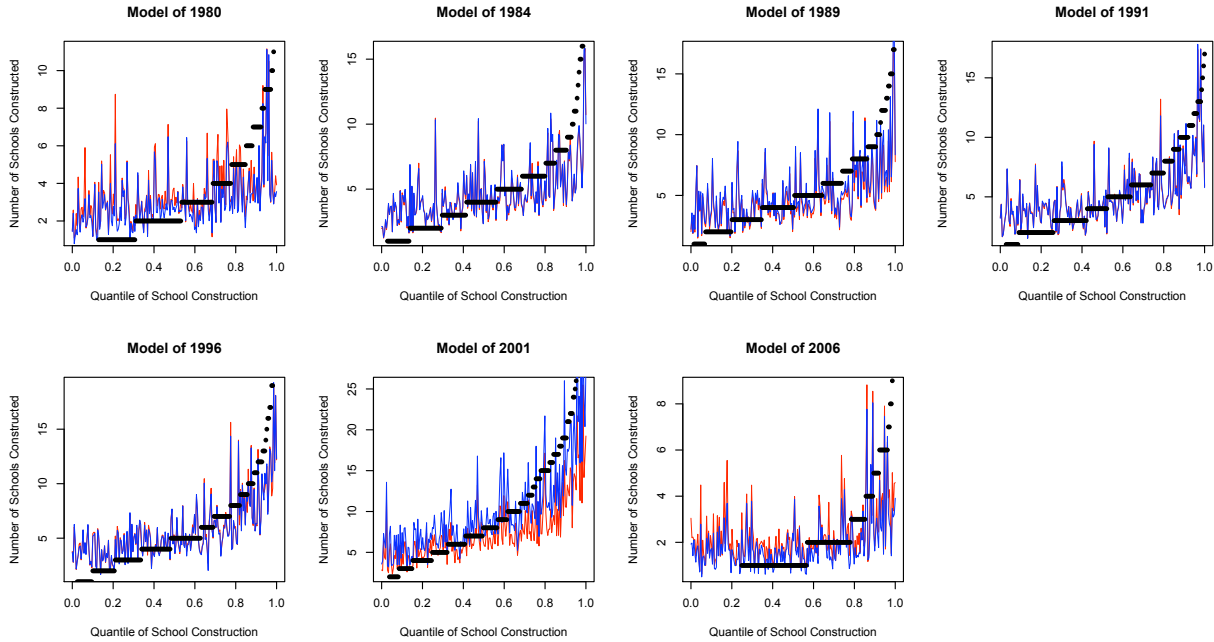 Model of 1980
Number of Schools Constructed
2 4 6 8 10
0.0 0.2 0.4 0.6 0.8 1.0
Quantile of School Construction
Model of 1984
Number of Schools Constructed
5 10 15
0.0 0.2 0.4 0.6 0.8 1.0
Quantile of School Construction
Model of 1989
Number of Schools Constructed
5 10 15
0.0 0.2 0.4 0.6 0.8 1.0
Quantile of School Construction
Model of 1991
Number of Schools Constructed
5 10 15
0.0 0.2 0.4 0.6 0.8 1.0
Quantile of School Construction
Model of 1996
Number of Schools Constructed
5 10 15
0.0 0.2 0.4 0.6 0.8 1.0
Quantile of School Construction
Model of 2001
Number of Schools Constructed
5 10 15 20 25
0.0 0.2 0.4 0.6 0.8 1.0
Quantile of School Construction
Model of 2006
Number of Schools Constructed
2 4 6 8
0.0 0.2 0.4 0.6 0.8 1.0
Quantile of School Construction